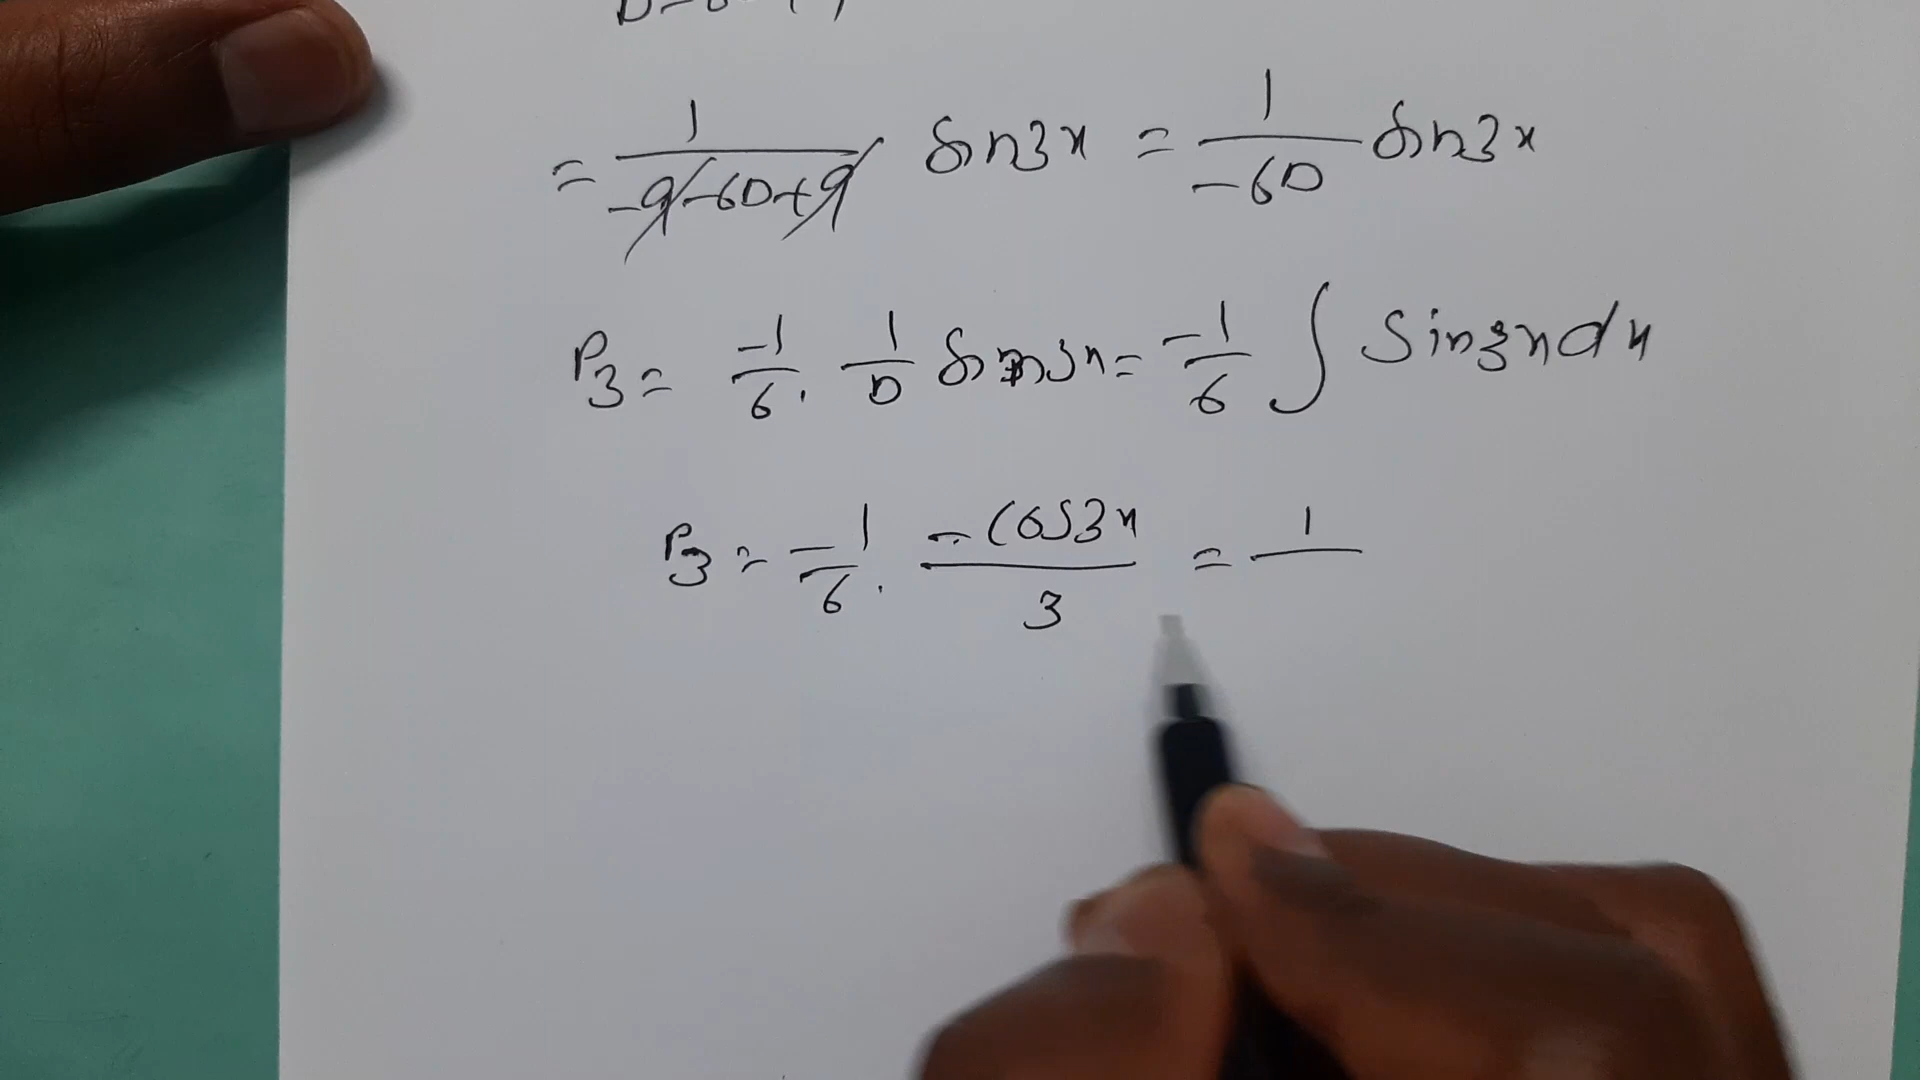 = 1/(-9-6D+9) sin3x = 1/(-6D) sin3x
P3 = -1/6 . 1/D sin3x = -1/6 ∫ Sin3x dx
P3 = -1/6 . -Cos3x/3 = 1/